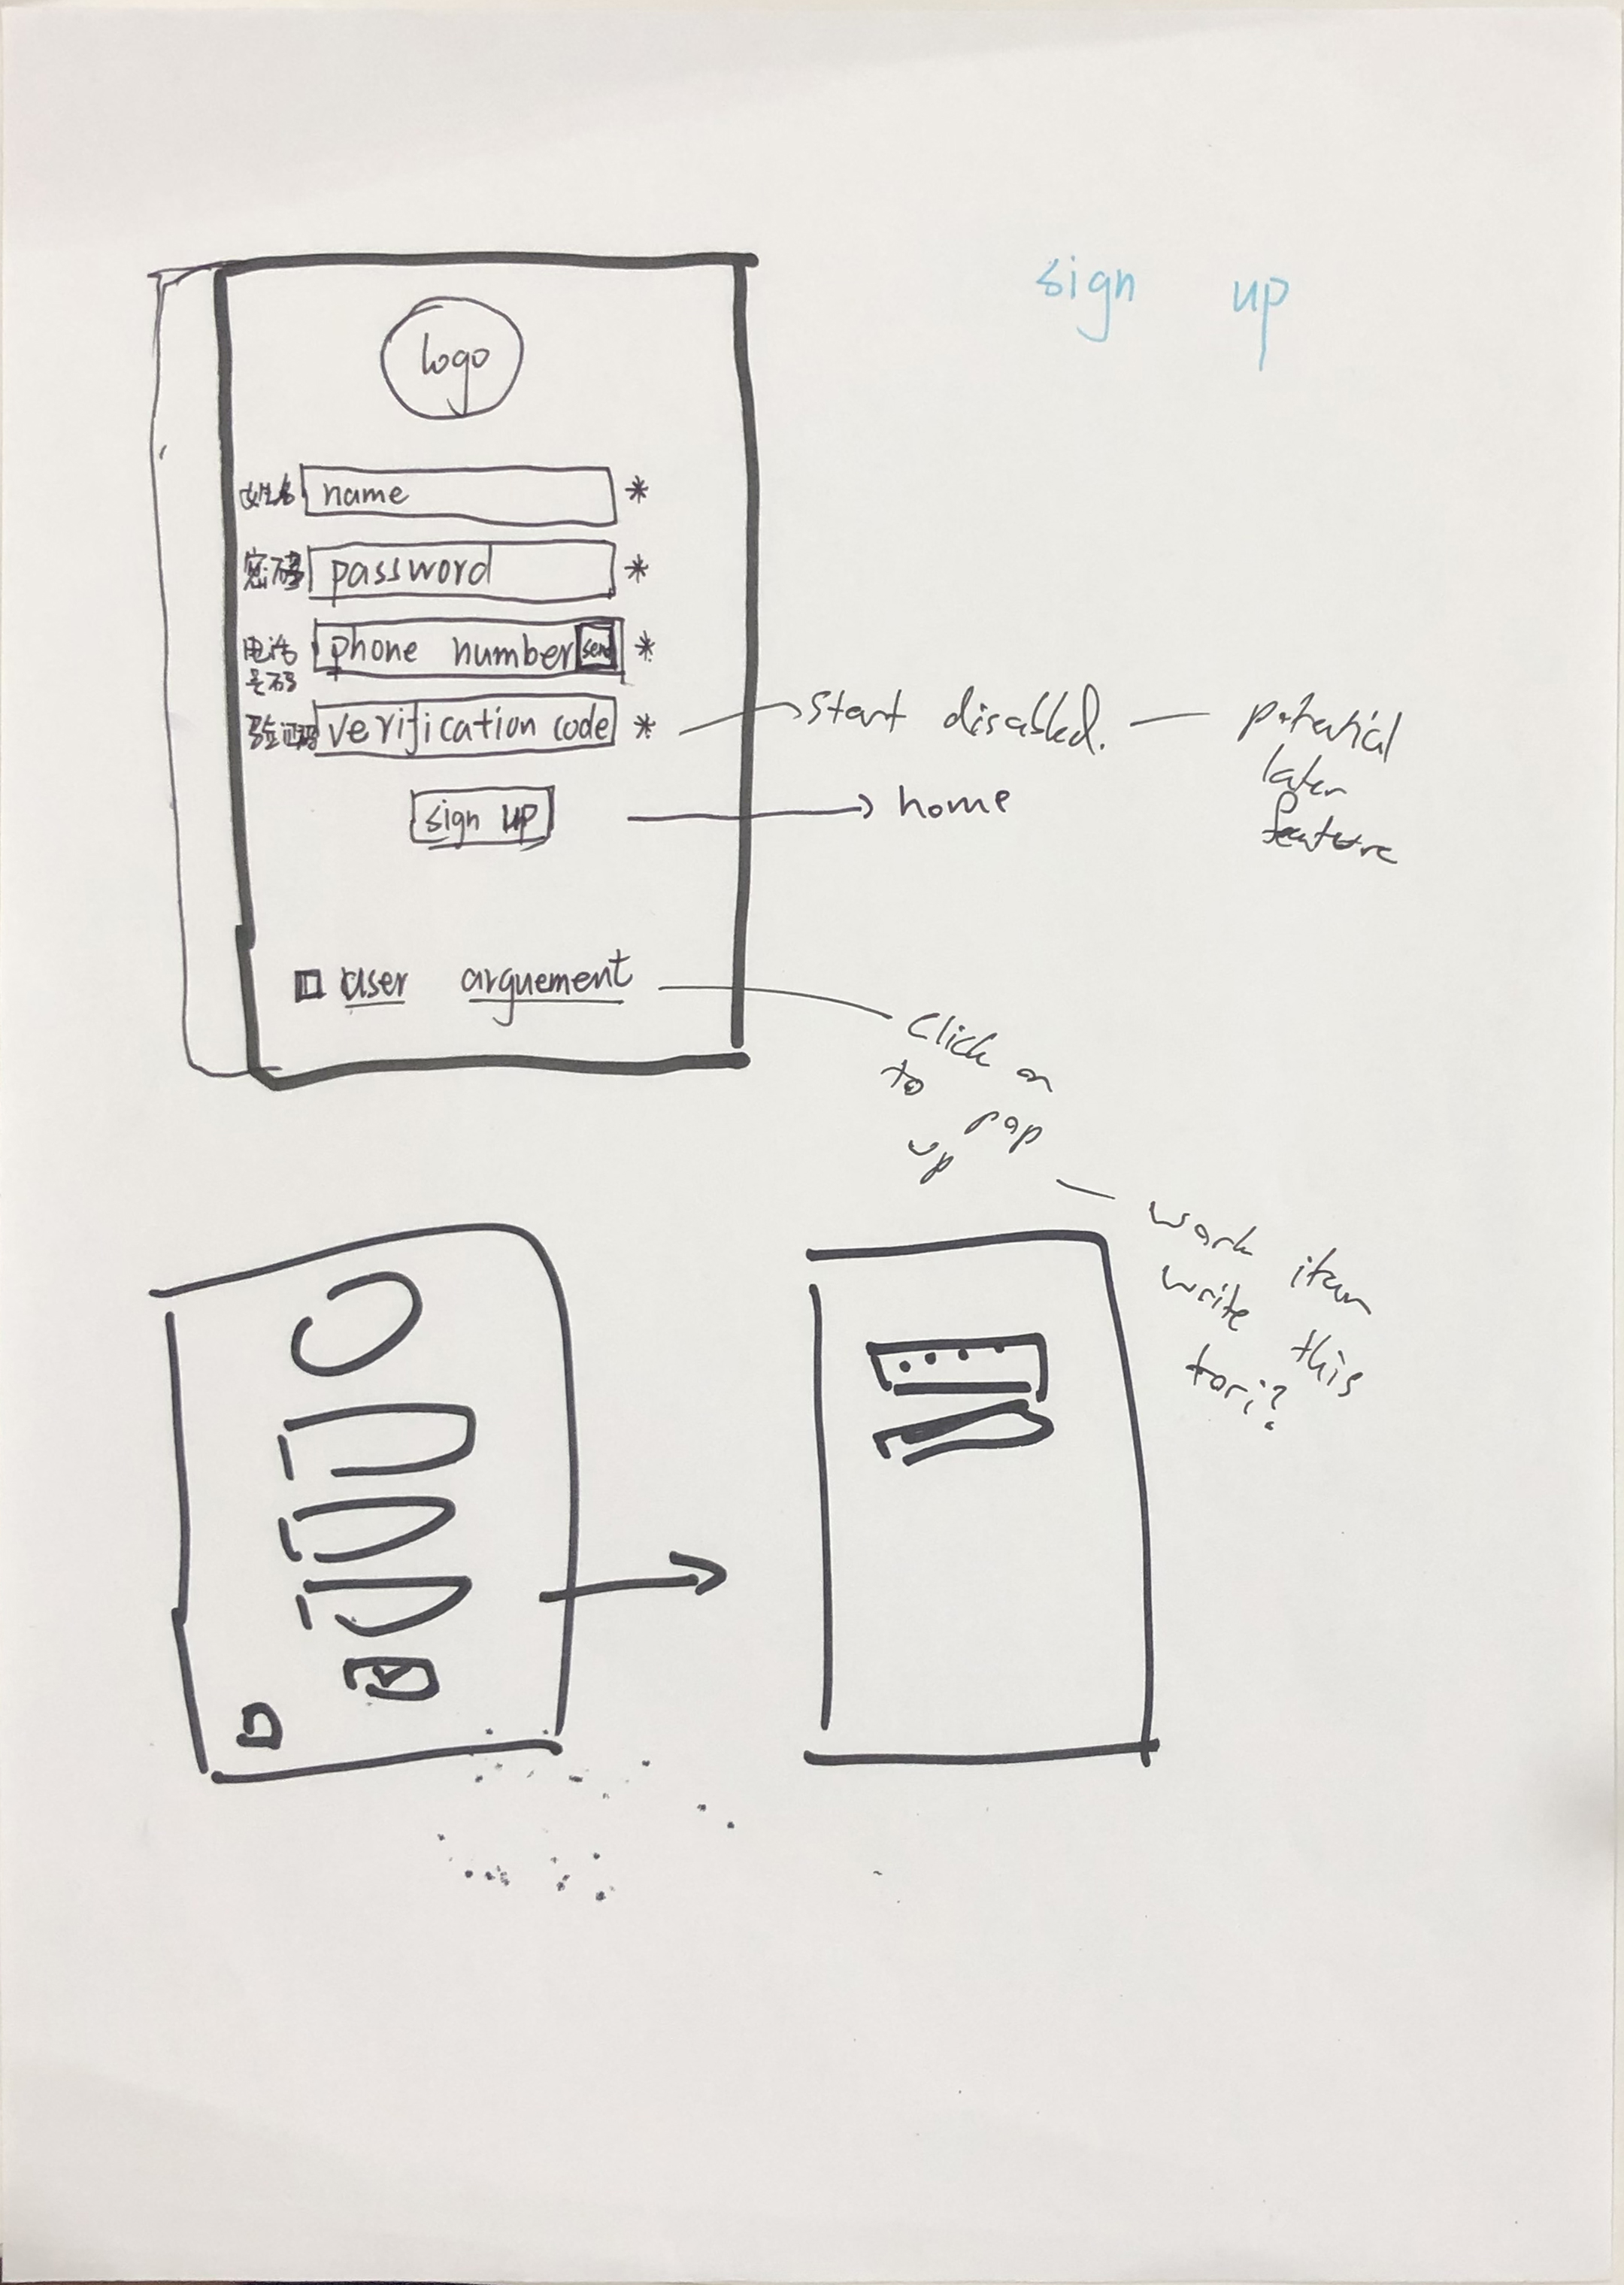 sign up
logo
姓名 name *
密码 password *
电话号码 phone number send *
验证码 verification code *
start disabled. — potential later feature
sign up
home
user arguement
Click on
to pop
up
work item
write this
tori?